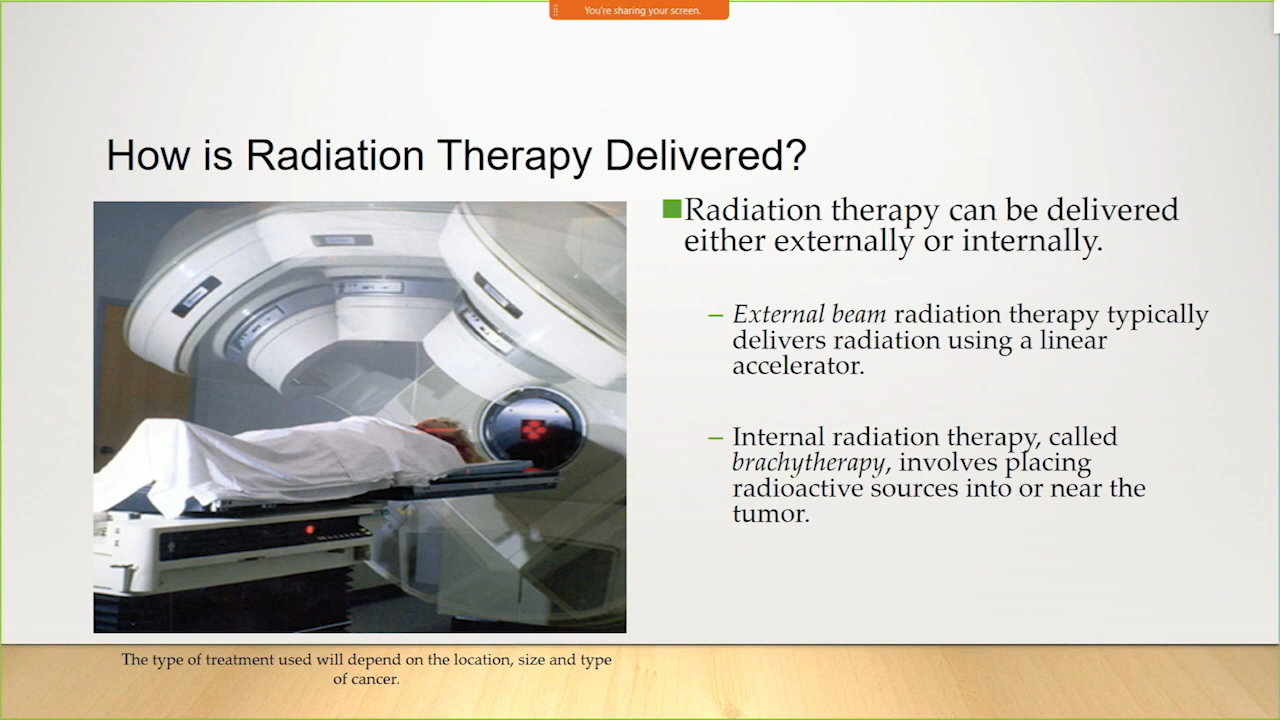 You're sharing your screen.
How is Radiation Therapy Delivered?
Radiation therapy can be delivered
either externally or internally.
– External beam radiation therapy typically
delivers radiation using a linear
accelerator.
– Internal radiation therapy, called
brachytherapy, involves placing
radioactive sources into or near the
tumor.
The type of treatment used will depend on the location, size and type
of cancer.